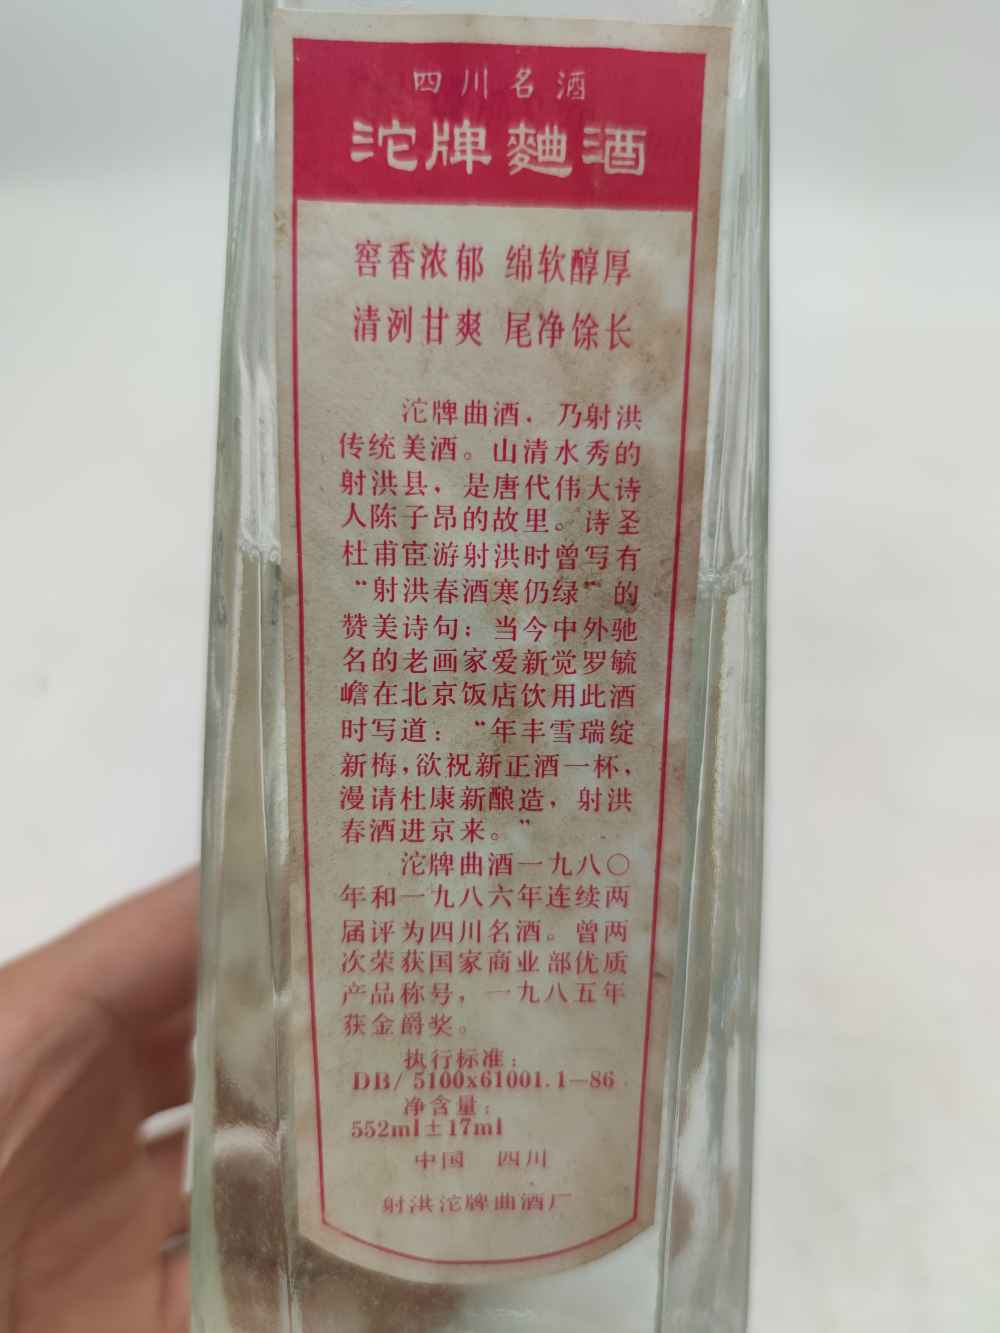 四川名酒
沱牌麯酒
窖香浓郁 绵软醇厚
清洌甘爽 尾净馀长
沱牌曲酒，乃射洪
传统美酒。山清水秀的
射洪县，是唐代伟大诗
人陈子昂的故里。诗圣
杜甫宦游射洪时曾写有
“射洪春酒寒仍绿”的
赞美诗句；当今中外驰
名的老画家爱新觉罗毓
嶦在北京饭店饮用此酒
时写道：“年丰雪瑞绽
新梅，欲祝新正酒一杯，
漫请杜康新酿造，射洪
春酒进京来。”
沱牌曲酒一九八〇
年和一九八六年连续两
届评为四川名酒。曾两
次荣获国家商业部优质
产品称号，一九八五年
获金爵奖。
执行标准：
DB/ 5100x61001.1—86
净含量：
552ml±17ml
中国 四川
射洪沱牌曲酒厂